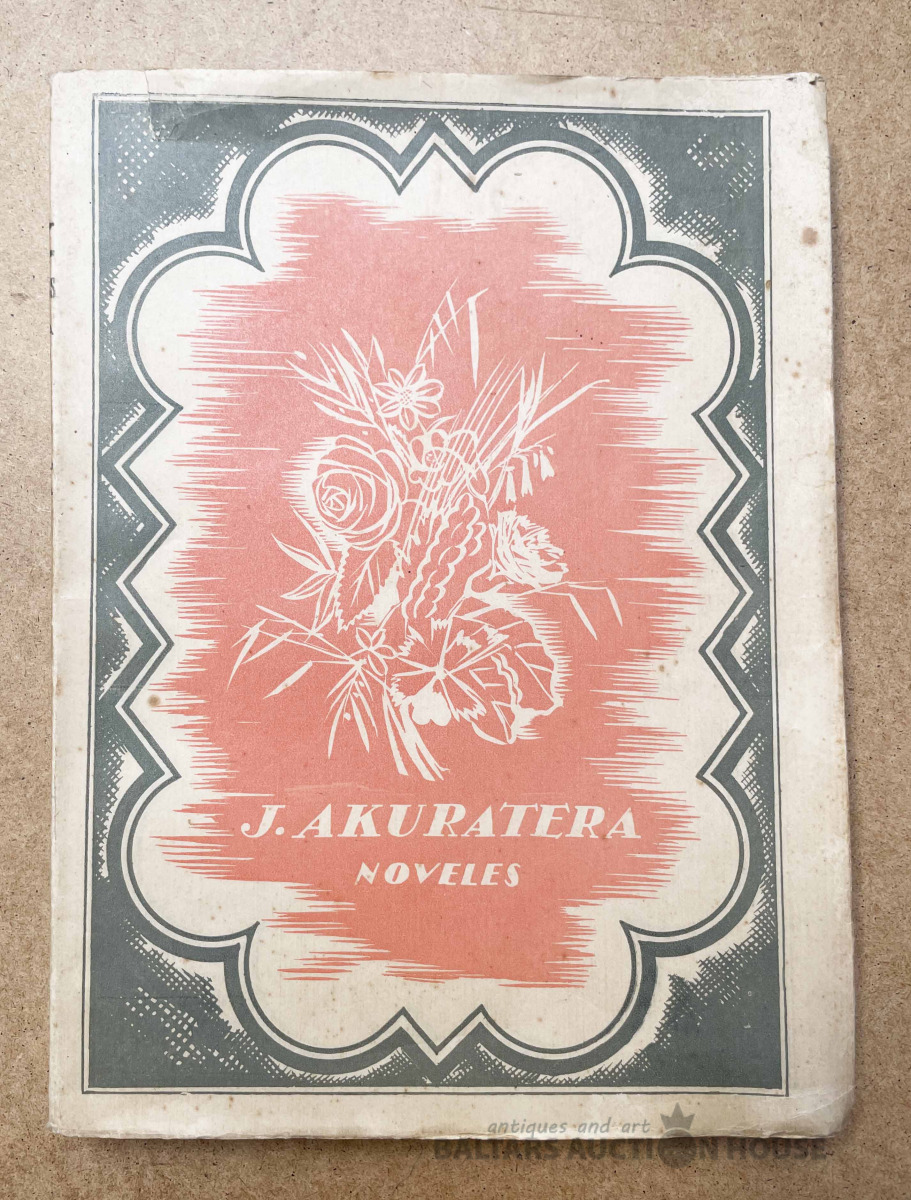 J. AKURATERA
NOVELES
antiques and art
BALTARS AUCTION HOUSE